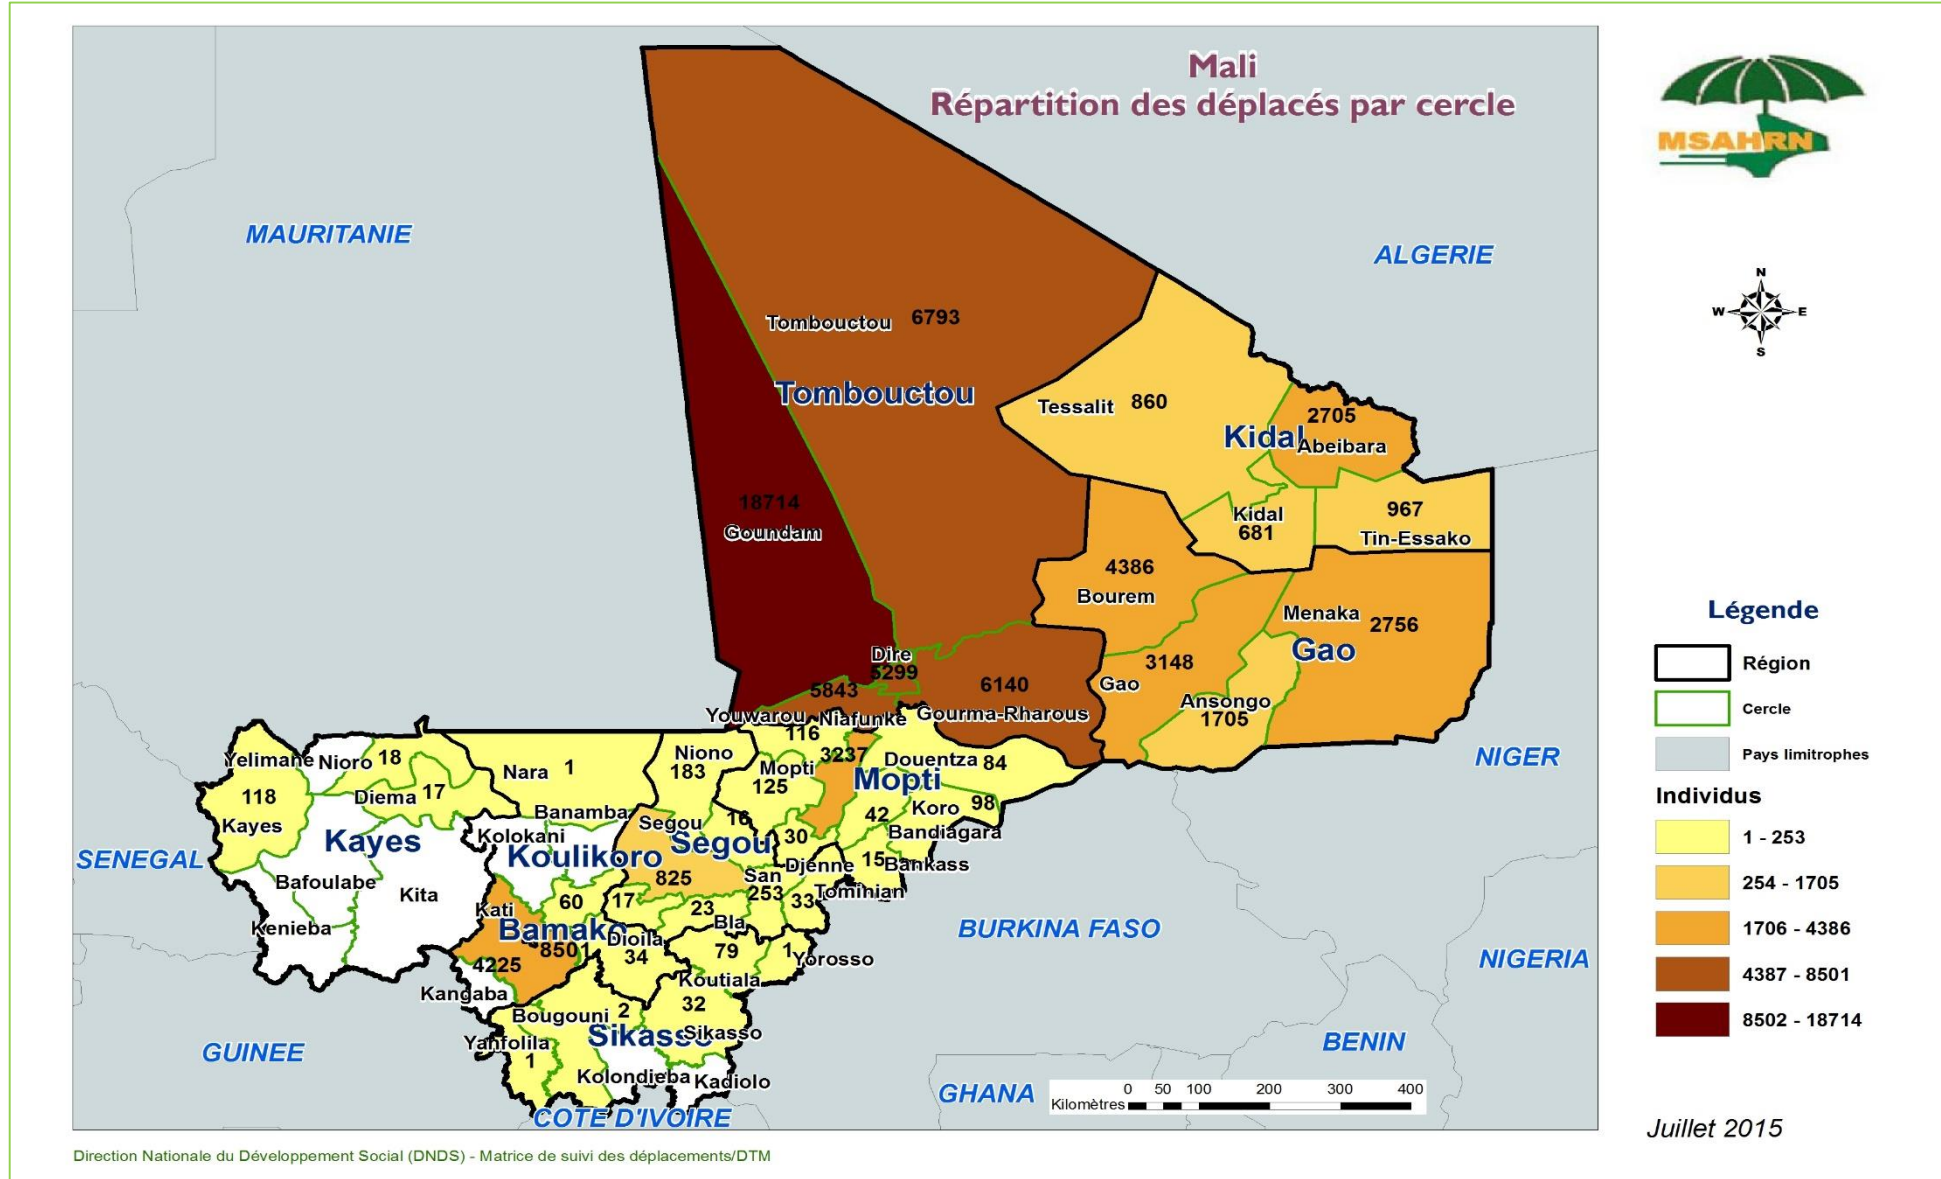 Mali
Répartition des déplacés par cercle
MSAHRN
MAURITANIE
ALGERIE
N
W E
S
Tombouctou 6793
Tombouctou
Tessalit 860
2705
Kidal
Abeibara
18714
Goundam
Kidal
681
967
Tin-Essako
4386
Bourem
Menaka
2756
Gao
3148
Gao
Ansongo
1705
Dire
5299
5843
6140
Youwarou
Niafunke
Gourma-Rharous
116
3237
Niono
183
Mopti
125
Mopti
Douentza 84
Yelimane
Nioro
18
Nara
1
118
Kayes
Diema 17
Banamba
Koro
98
42
Bandiagara
Kolokani
Segou
16
30
Kayes
Koulikoro
Segou
Djenne
15
Bankass
SENEGAL
Bafoulabe
Kita
825
San
253
Tominian
33
Kenieba
Kati
60
17
23
Bla
Bamako
8501
Dioila
34
79
1
Yorosso
4225
Kangaba
Koutiala
Bougouni 2
32
Sikasso
Sikasso
Yanfolila
1
Kolondieba
Kadiolo
NIGER
BURKINA FASO
NIGERIA
GUINEE
BENIN
GHANA
COTE D'IVOIRE
0 50 100 200 300 400
Kilomètres
Légende
Région
Cercle
Pays limitrophes
Individus
1 - 253
254 - 1705
1706 - 4386
4387 - 8501
8502 - 18714
Juillet 2015
Direction Nationale du Développement Social (DNDS) - Matrice de suivi des déplacements/DTM